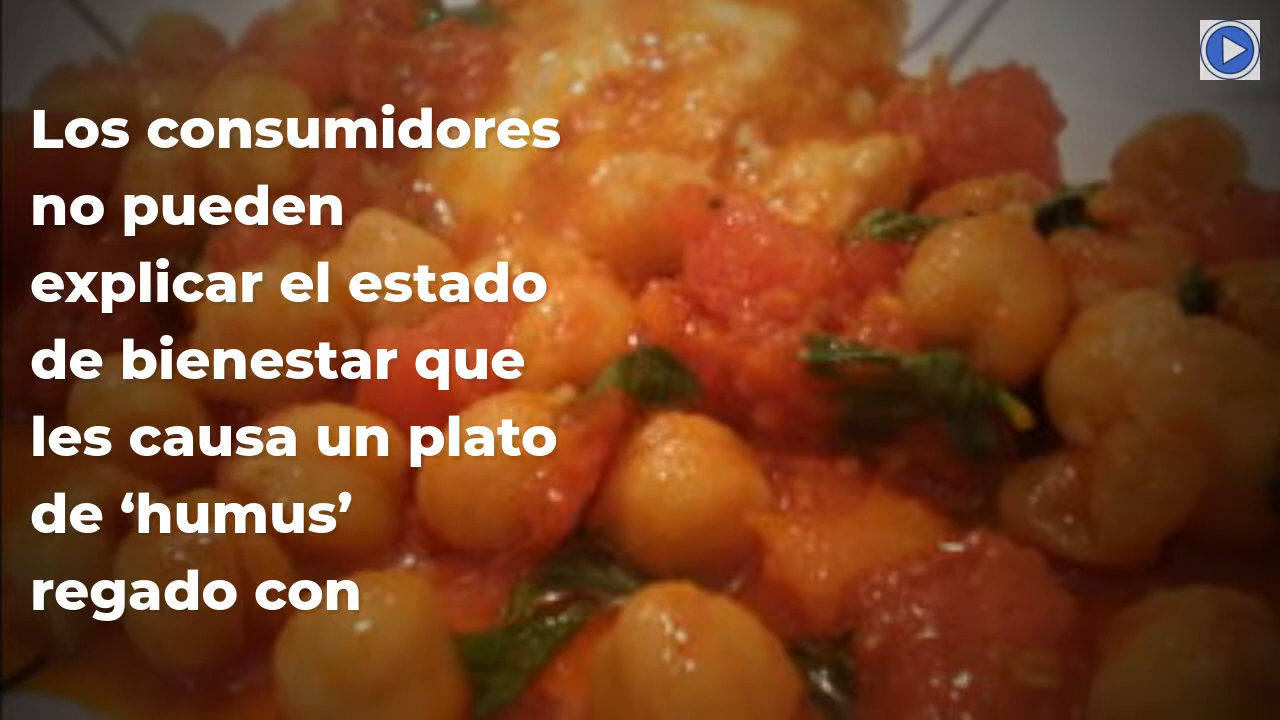 Los consumidores
no pueden
explicar el estado
de bienestar que
les causa un plato
de ‘humus’
regado con